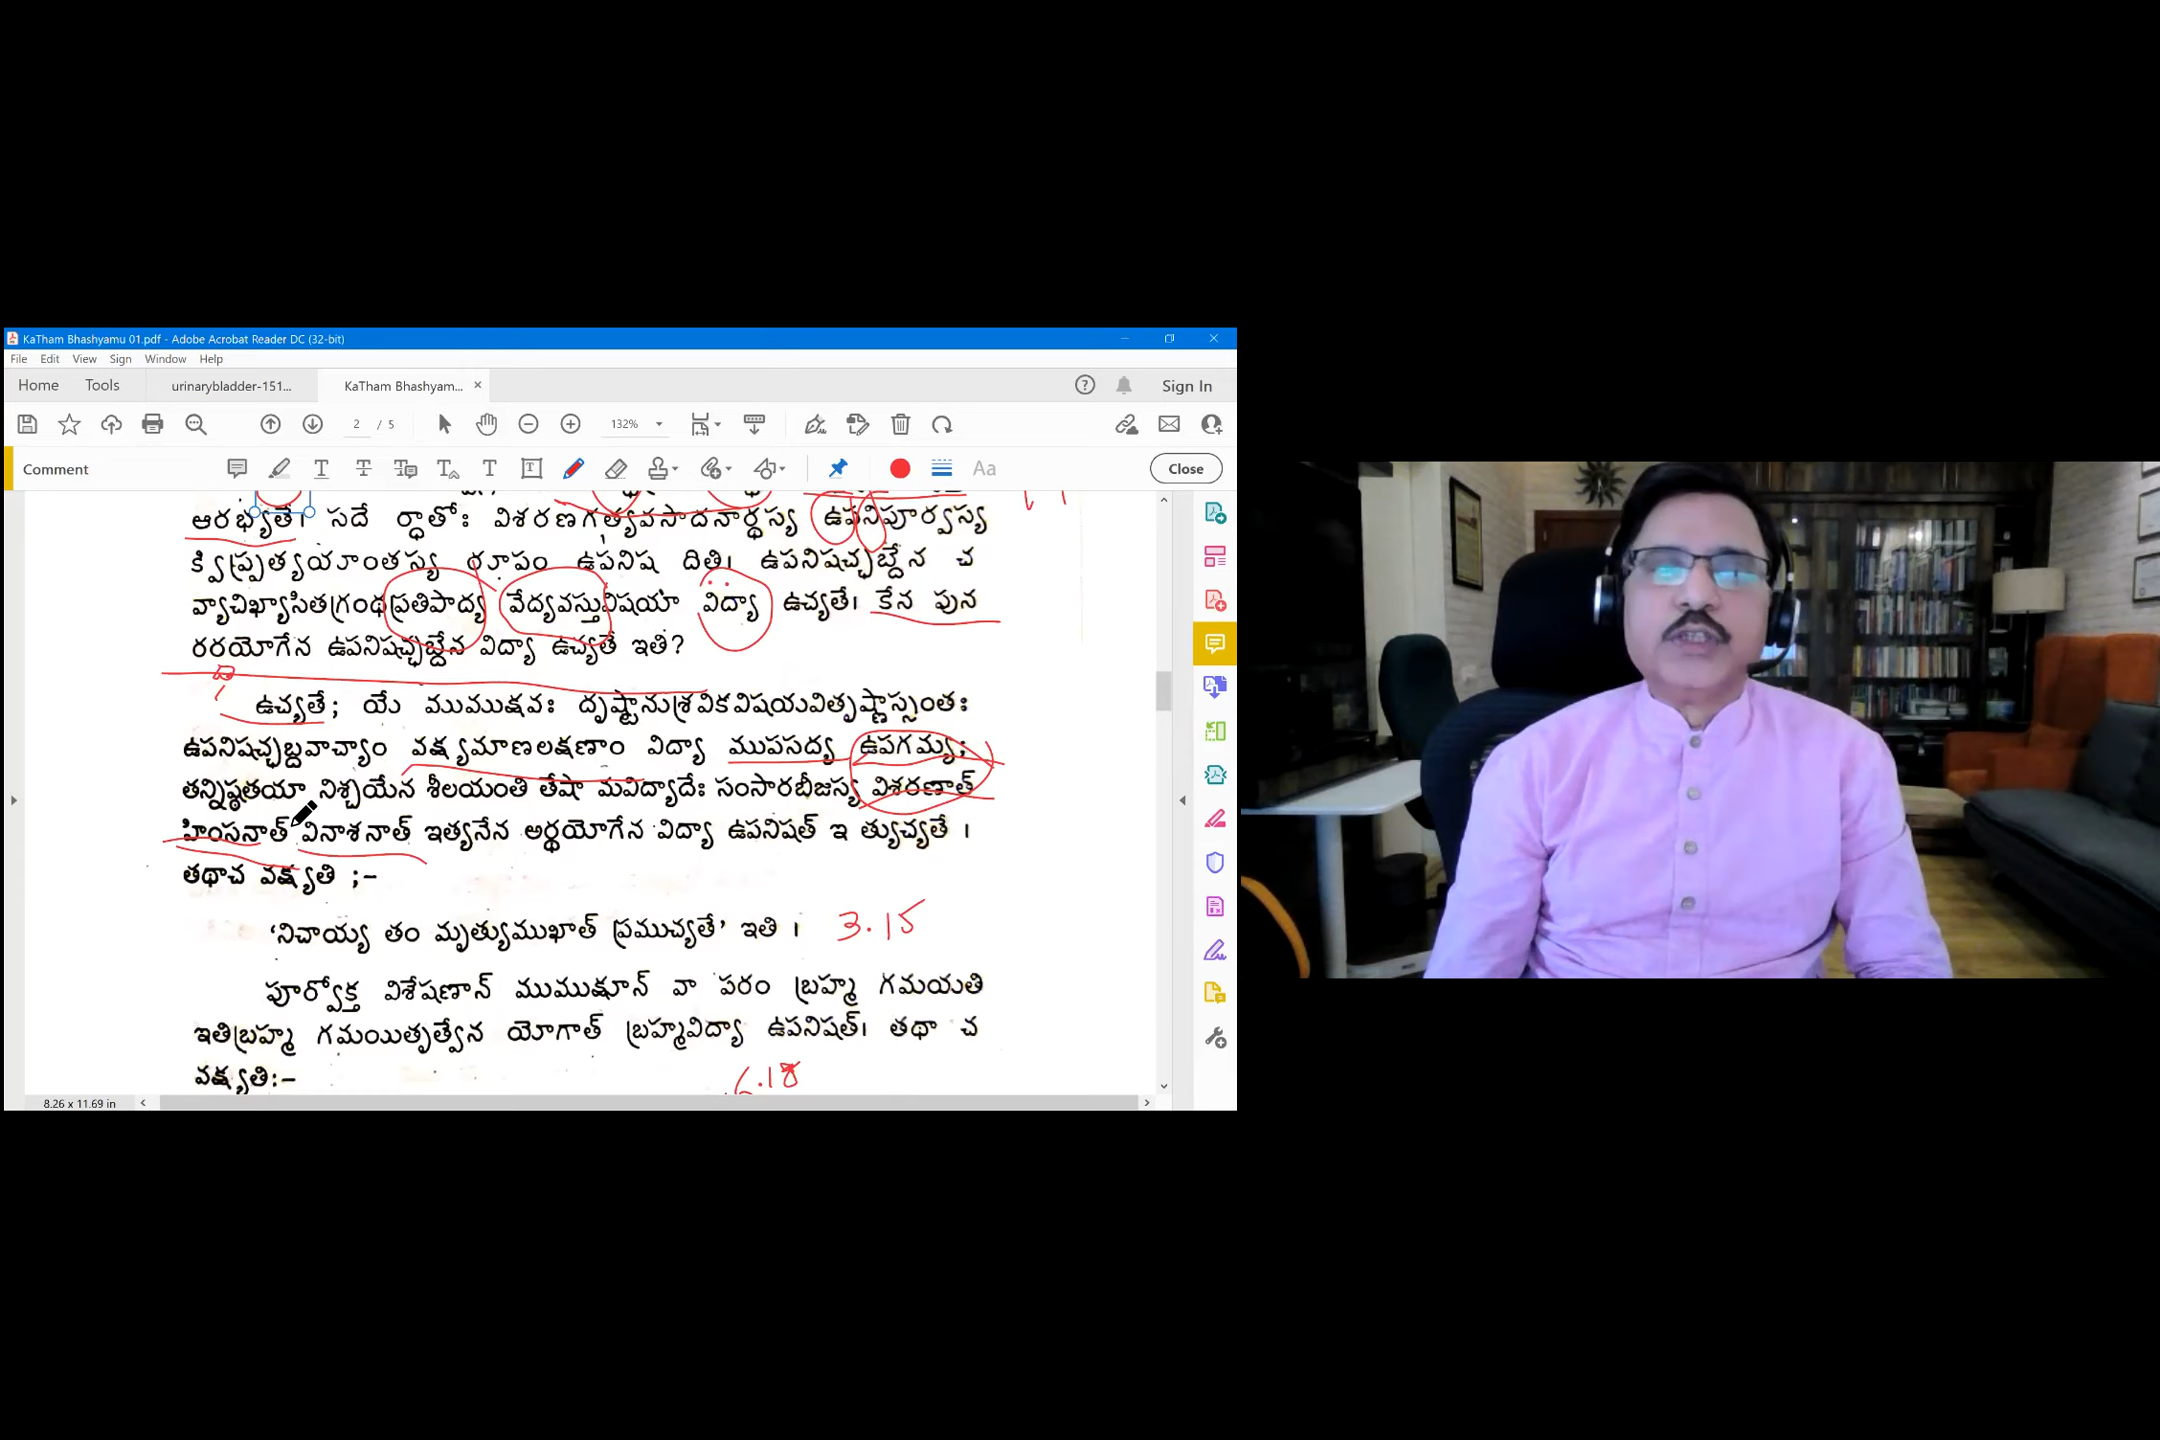 KaTham Bhashyamu 01.pdf - Adobe Acrobat Reader DC (32-bit)
File Edit View Sign Window Help
Home Tools urinarybladder-151... KaTham Bhashyam... × Sign In
2 / 5 132%
Comment Close
ఆరభ్యతే। సదే ర్ధాతోః విశరణగత్యవసాదనార్థస్య ఉపనిపూర్వస్య
క్విప్ప్రత్యయాంతస్య రూపం ఉపనిష దితి। ఉపనిషచ్ఛబ్దేన చ
వ్యాచిఖ్యాసితగ్రంథప్రతిపాద్య వేద్యవస్తువిషయా విద్యా ఉచ్యతే। కేన పున
రరయోగేన ఉపనిషచ్ఛబ్దేన విద్యా ఉచ్యతే ఇతి?
ఉచ్యతే; యే ముముక్షవః దృష్టానుశ్రవికవిషయవితృష్ణాస్సంతః
ఉపనిషచ్ఛబ్దవాచ్యాం వక్ష్యమాణలక్షణాం విద్యా ముపసద్య ఉపగమ్య;
తన్నిష్ఠతయా నిశ్చయేన శీలయంతి తేషా మవిద్యాదేః సంసారబీజస్య విశరణాత్
హింసనాత్ వినాశనాత్ ఇత్యనేన అర్థయోగేన విద్యా ఉపనిషత్ ఇ త్యుచ్యతే ।
తథాచ వక్ష్యతి ;-
‘నిచాయ్య తం మృత్యుముఖాత్ ప్రముచ్యతే’ ఇతి । 3.15
పూర్వోక్త విశేషణాన్ ముముక్షూన్ వా పరం బ్రహ్మ గమయతి
ఇతిబ్రహ్మ గమయితృత్వేన యోగాత్ బ్రహ్మవిద్యా ఉపనిషత్। తథా చ
వక్ష్యతి:- 6.18
8.26 x 11.69 in